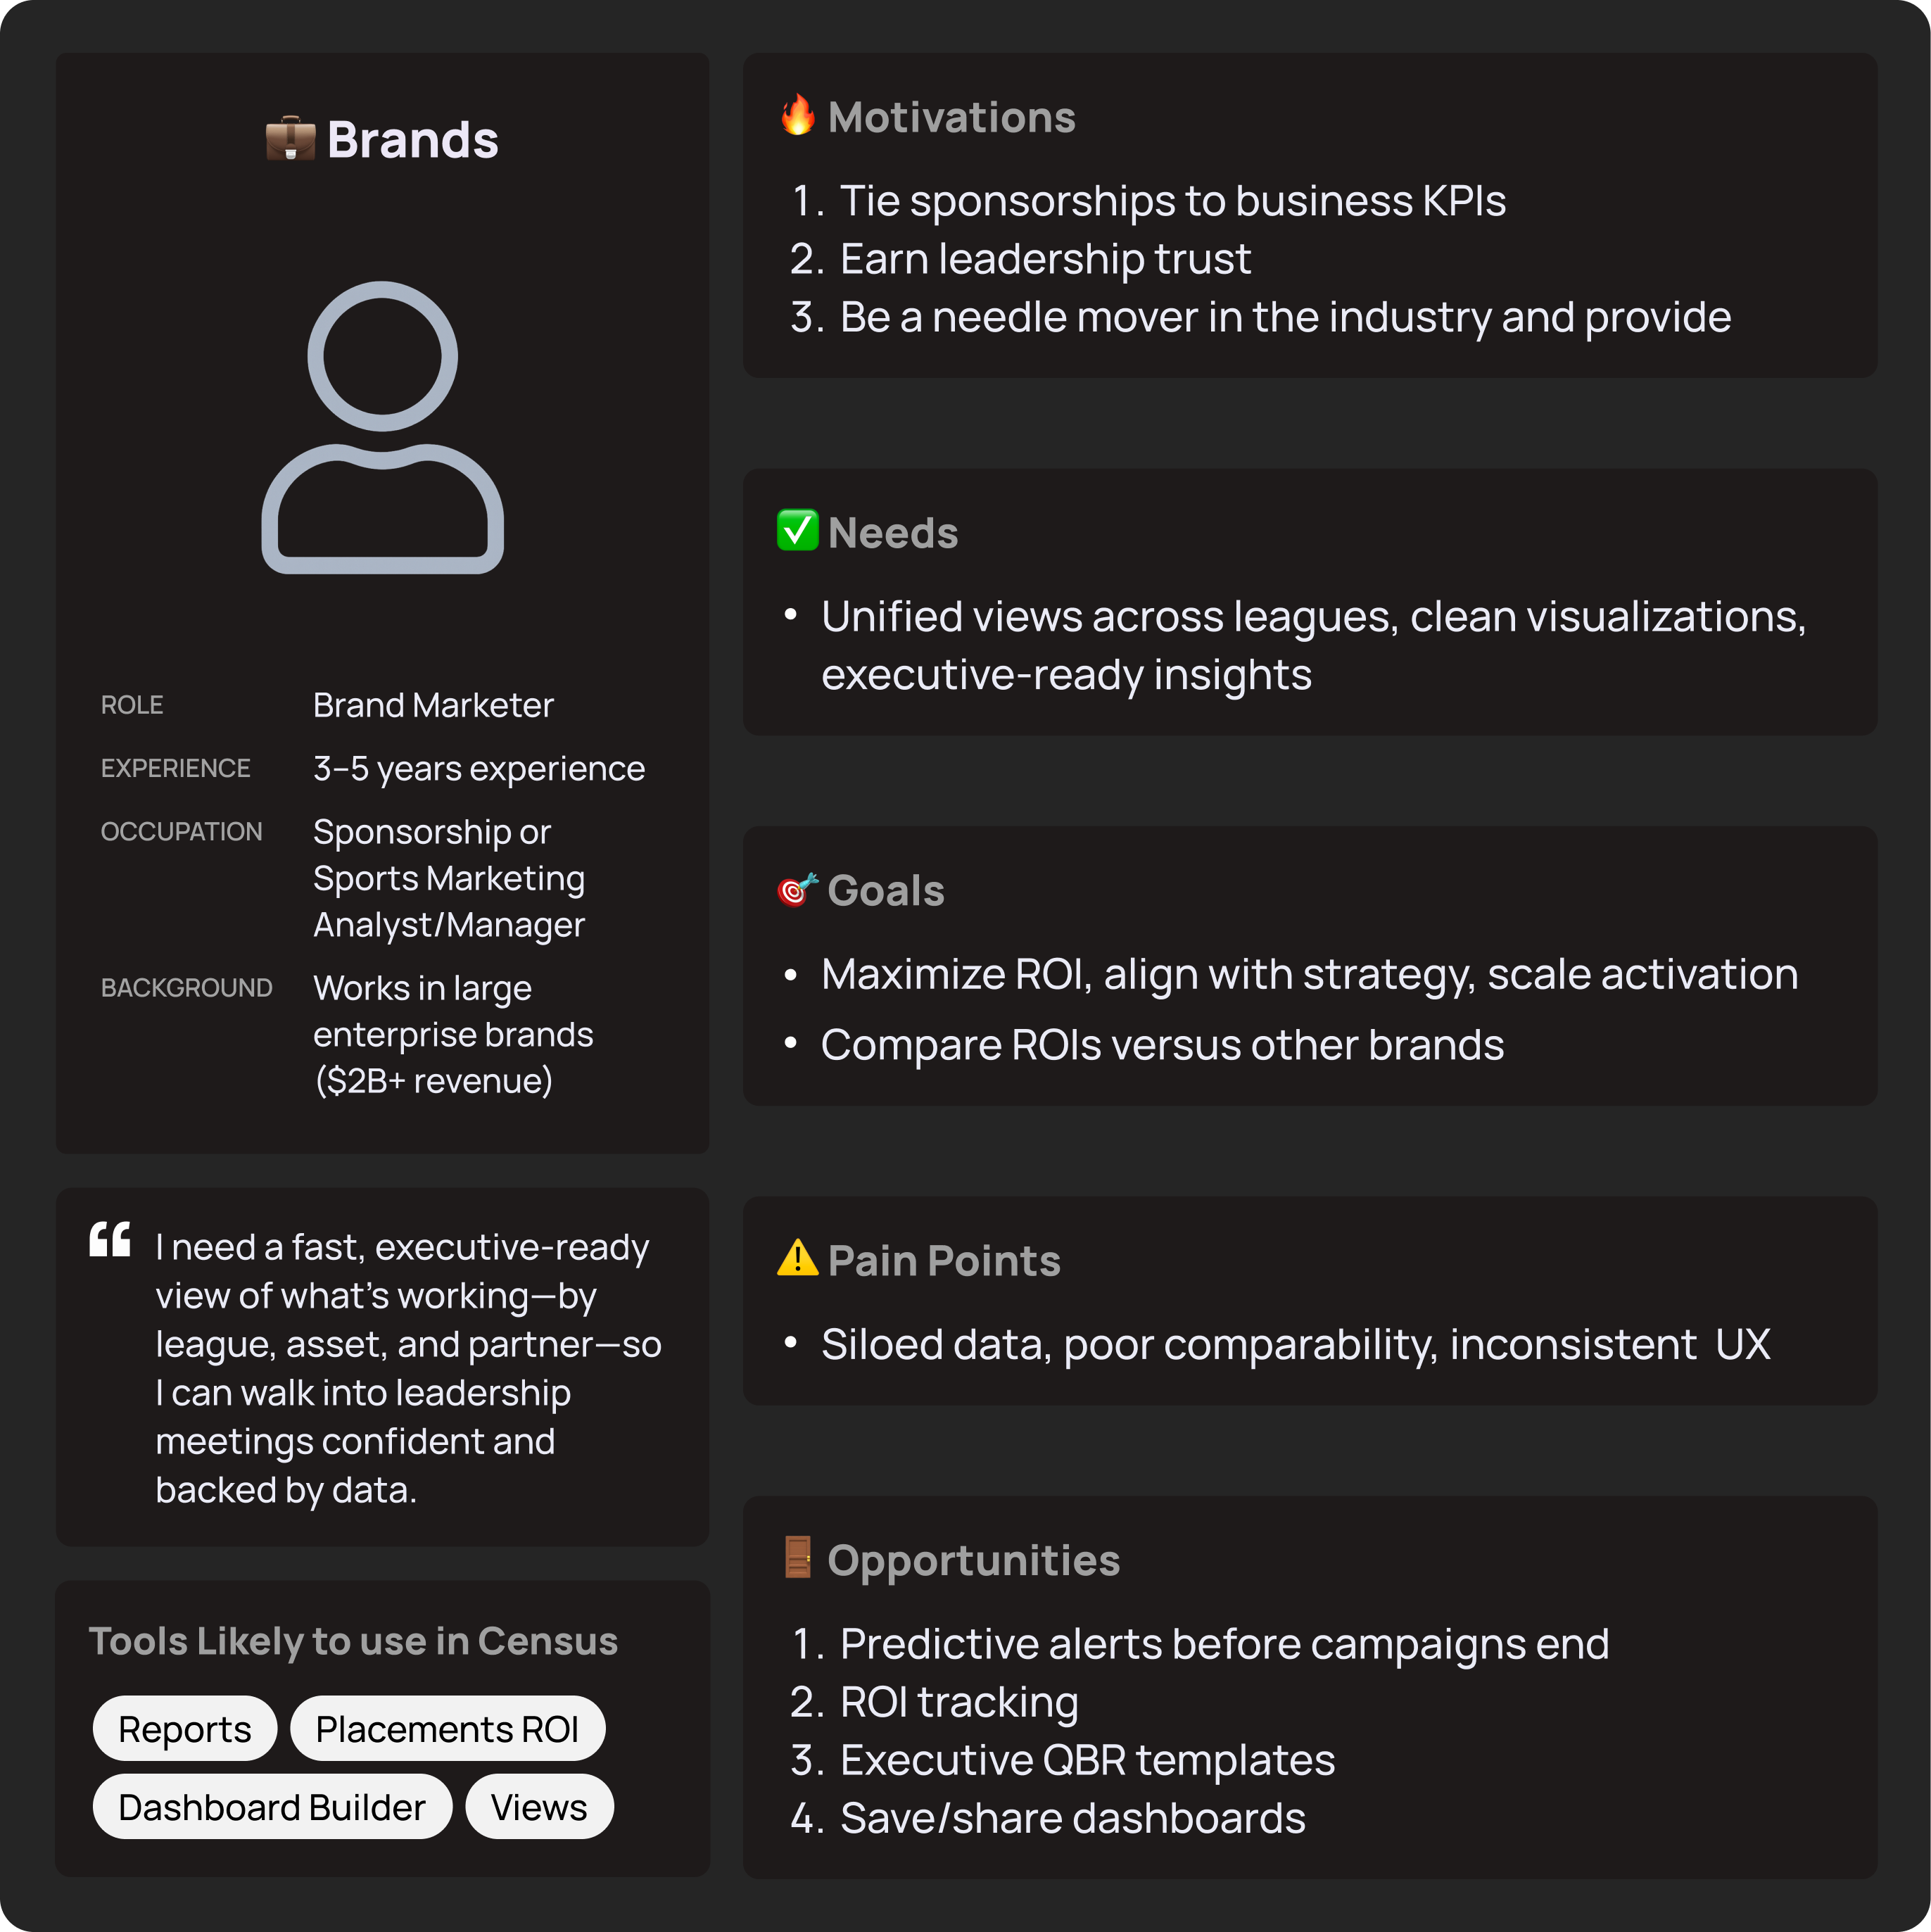 💼 Brands
ROLE
Brand Marketer
EXPERIENCE
3–5 years experience
OCCUPATION
Sponsorship or
Sports Marketing
Analyst/Manager
BACKGROUND
Works in large
enterprise brands
($2B+ revenue)
“ I need a fast, executive-ready
view of what’s working—by
league, asset, and partner—so
I can walk into leadership
meetings confident and
backed by data.
Tools Likely to use in Census
Reports
Placements ROI
Dashboard Builder
Views
🔥 Motivations
1. Tie sponsorships to business KPIs
2. Earn leadership trust
3. Be a needle mover in the industry and provide
✅ Needs
• Unified views across leagues, clean visualizations,
executive-ready insights
🎯 Goals
• Maximize ROI, align with strategy, scale activation
• Compare ROIs versus other brands
⚠️ Pain Points
• Siloed data, poor comparability, inconsistent  UX
🚪 Opportunities
1. Predictive alerts before campaigns end
2. ROI tracking
3. Executive QBR templates
4. Save/share dashboards